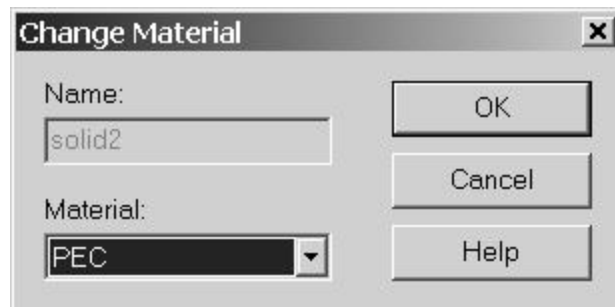 Change Material
Name:
solid2
Material:
PEC
OK
Cancel
Help